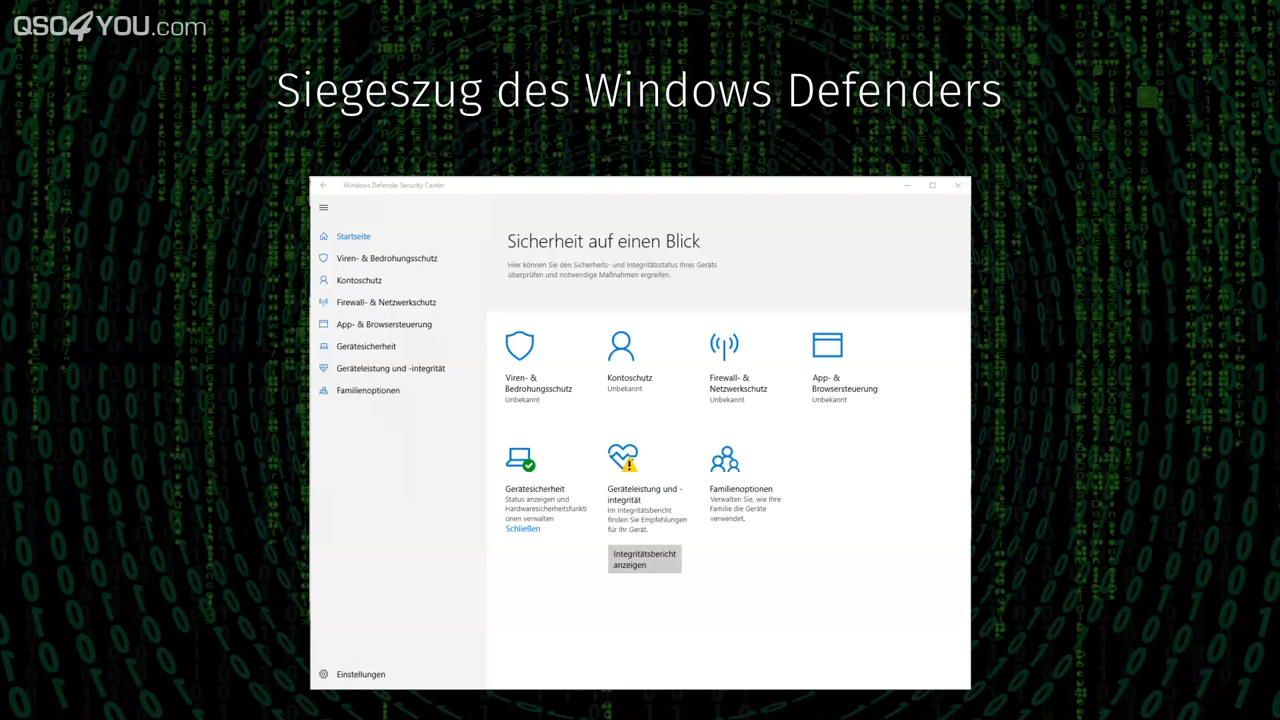 QSO4YOU.com
Siegeszug des Windows Defenders
Windows Defender Security Center
Startseite
Viren- & Bedrohungsschutz
Kontoschutz
Firewall- & Netzwerkschutz
App- & Browsersteuerung
Gerätesicherheit
Geräteleistung und -integrität
Familienoptionen
Einstellungen
Sicherheit auf einen Blick
Hier können Sie den Sicherheits- und Integritätsstatus Ihres Geräts
überprüfen und notwendige Maßnahmen ergreifen.
Viren- &
Bedrohungsschutz
Unbekannt
Kontoschutz
Unbekannt
Firewall- &
Netzwerkschutz
Unbekannt
App- &
Browsersteuerung
Unbekannt
Gerätesicherheit
Status anzeigen und
Hardwaresicherheitsfunkti
onen verwalten
Schließen
Geräteleistung und -
integrität
Im Integritätsbericht
finden Sie Empfehlungen
für Ihr Gerät.
Integritätsbericht
anzeigen
Familienoptionen
Verwalten Sie, wie Ihre
Familie die Geräte
verwendet.